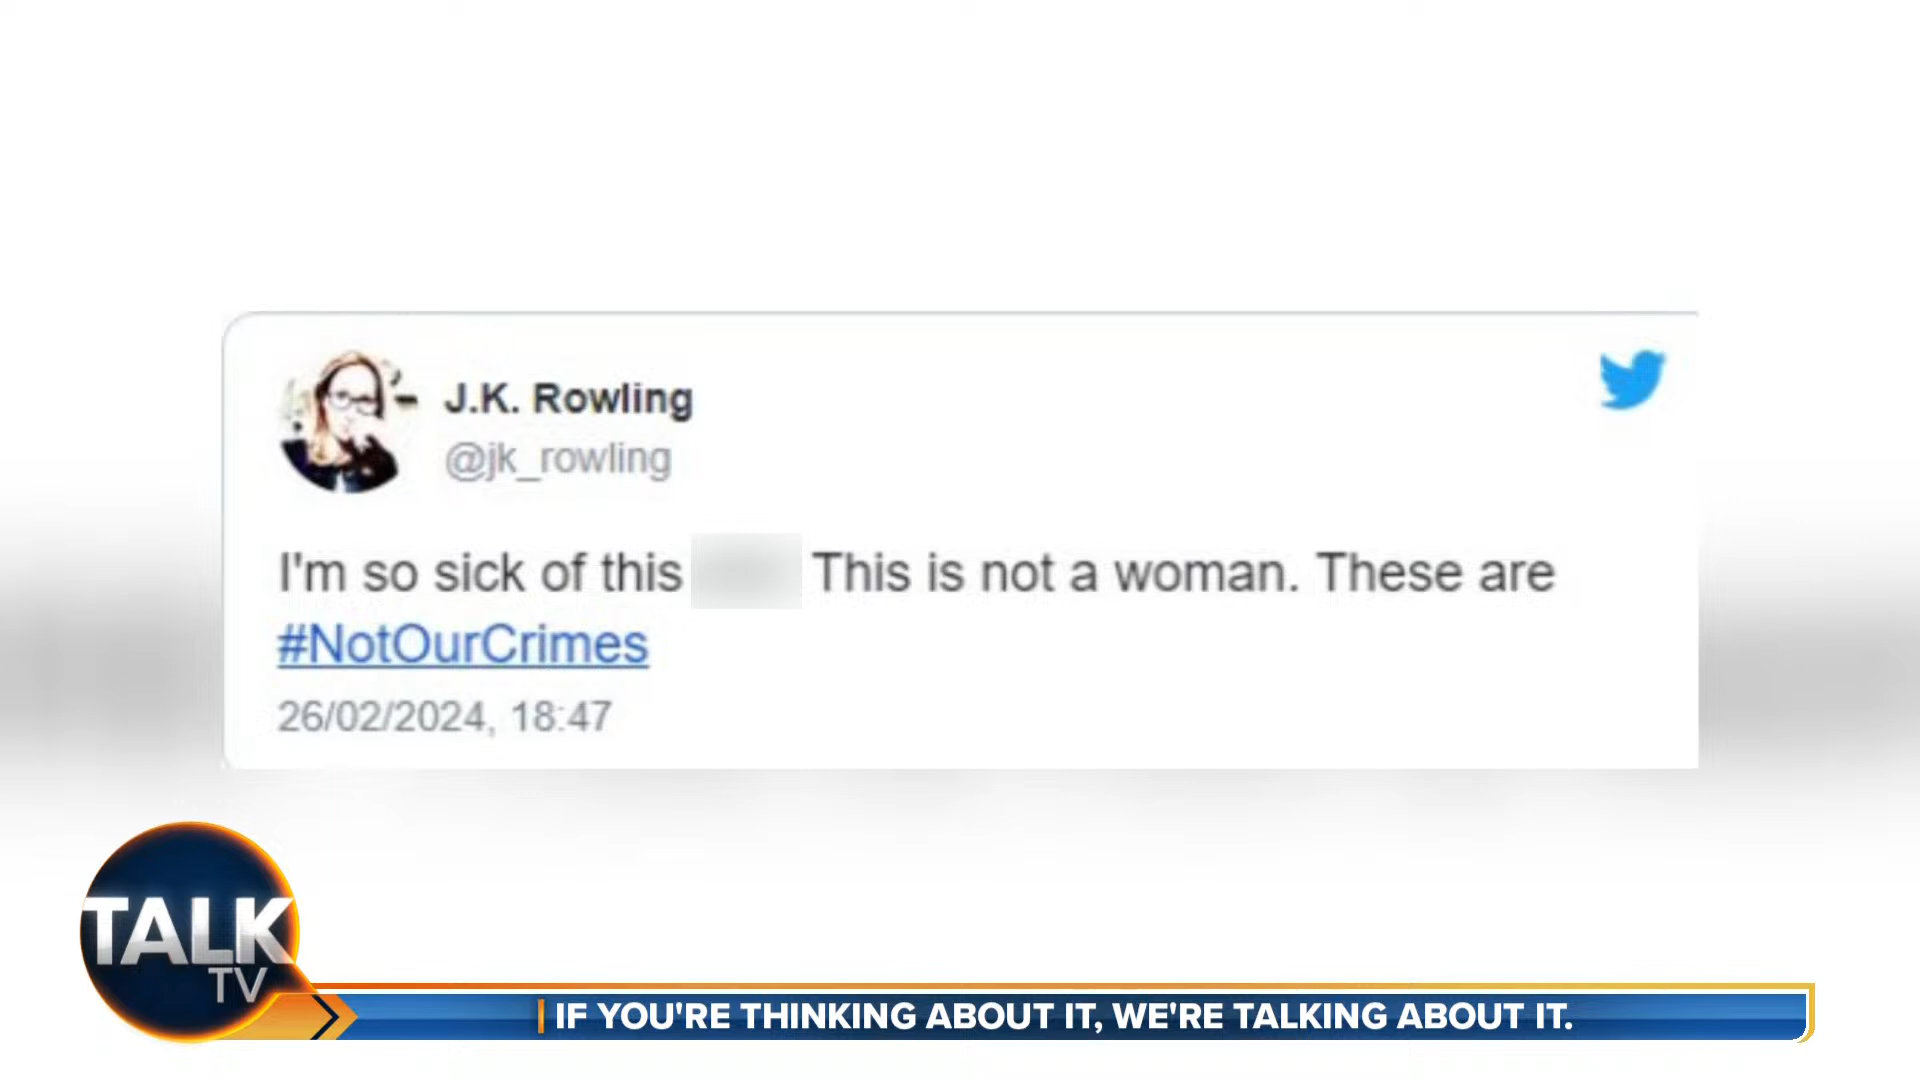 J.K. Rowling
@jk_rowling
I'm so sick of this This is not a woman. These are
#NotOurCrimes
26/02/2024, 18:47
TALK
TV
IF YOU'RE THINKING ABOUT IT, WE'RE TALKING ABOUT IT.